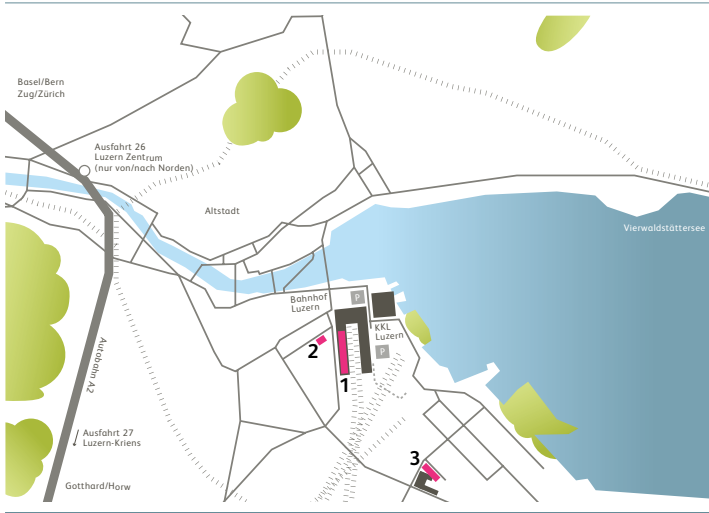 Basel/Bern
Zug/Zürich
Ausfahrt 26
Luzern Zentrum
(nur von/nach Norden)
Altstadt
Vierwaldstättersee
Bahnhof
Luzern
P
KKL
Luzern
P
2
1
Autobahn A2
Ausfahrt 27
Luzern-Kriens
3
Gotthard/Horw